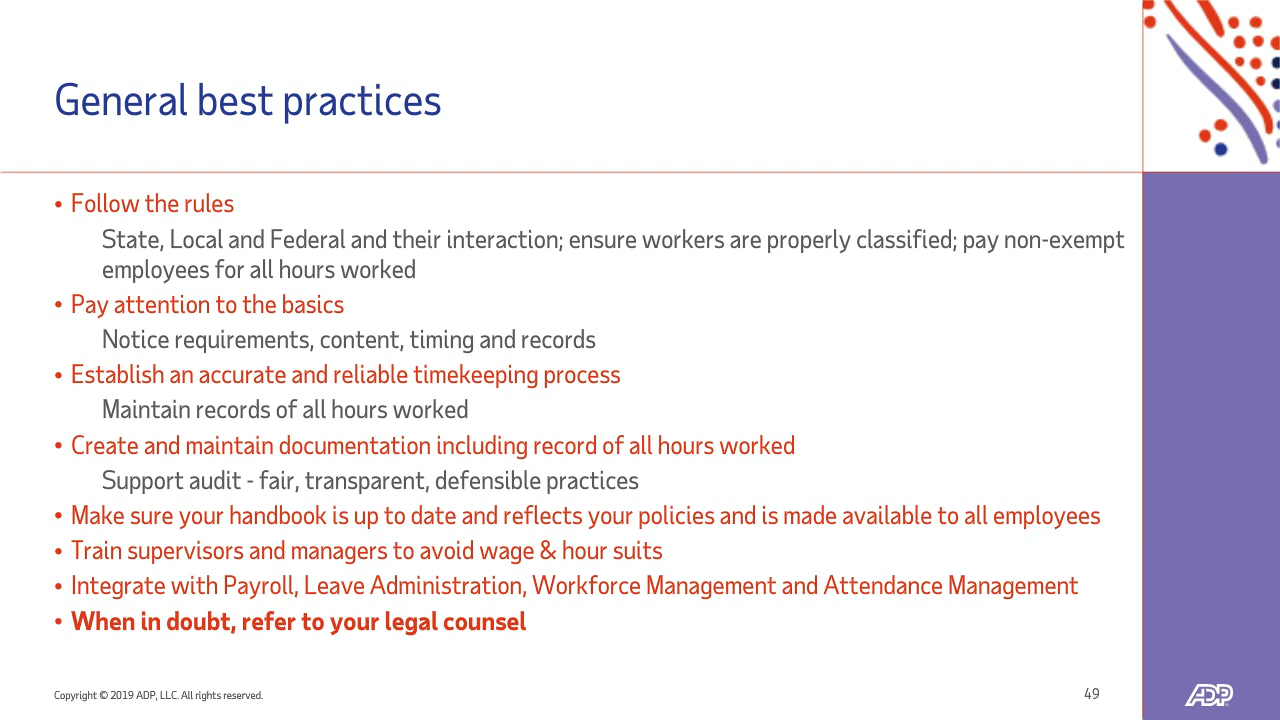 General best practices
• Follow the rules
State, Local and Federal and their interaction; ensure workers are properly classified; pay non-exempt
employees for all hours worked
• Pay attention to the basics
Notice requirements, content, timing and records
• Establish an accurate and reliable timekeeping process
Maintain records of all hours worked
• Create and maintain documentation including record of all hours worked
Support audit - fair, transparent, defensible practices
• Make sure your handbook is up to date and reflects your policies and is made available to all employees
• Train supervisors and managers to avoid wage & hour suits
• Integrate with Payroll, Leave Administration, Workforce Management and Attendance Management
• When in doubt, refer to your legal counsel
Copyright © 2019 ADP, LLC. All rights reserved.
49
ADP